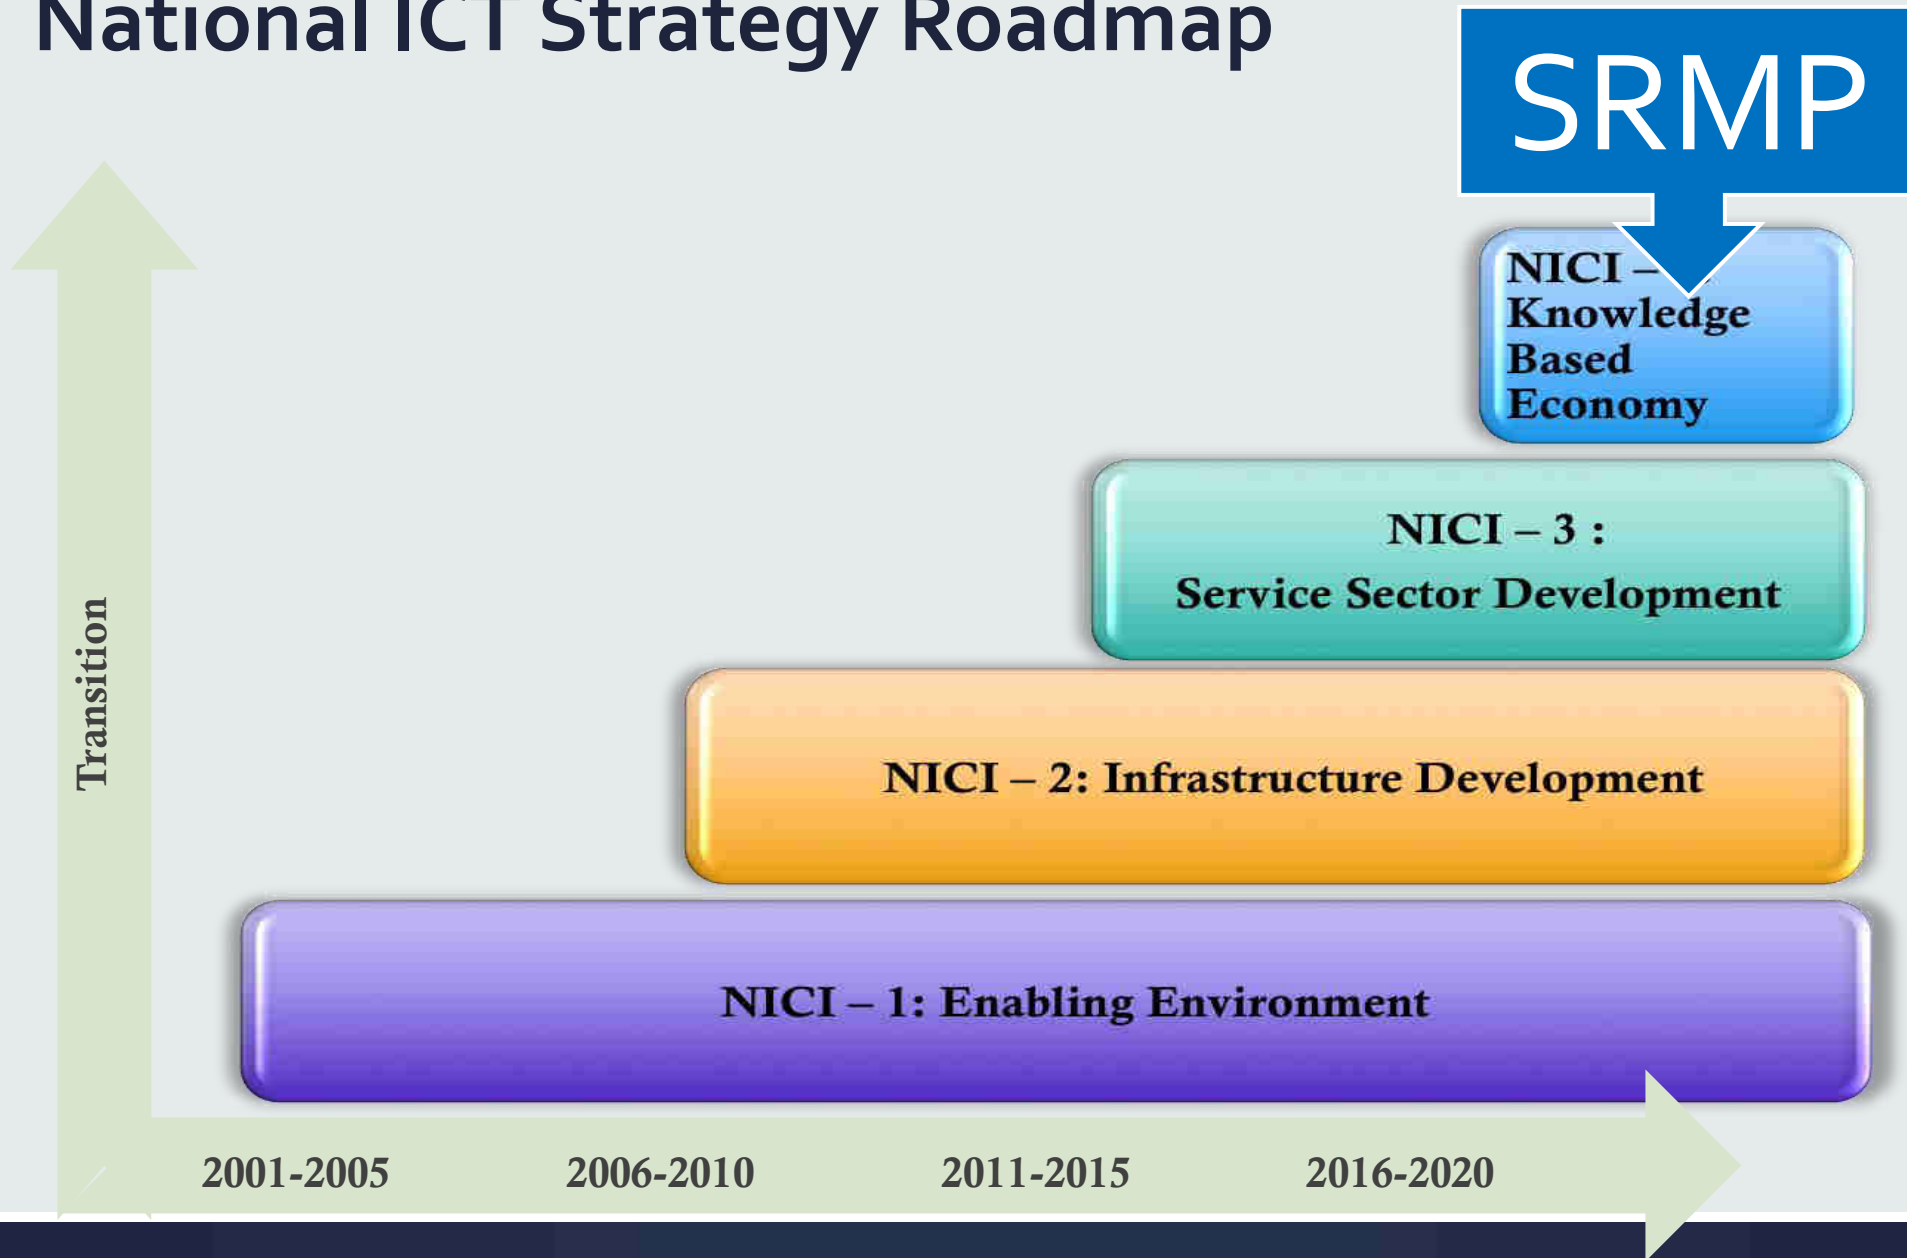 National ICT Strategy Roadmap
SRMP
NICI –
Knowledge
Based
Economy
NICI – 3 :
Service Sector Development
NICI – 2: Infrastructure Development
NICI – 1: Enabling Environment
Transition
2001-2005 2006-2010 2011-2015 2016-2020